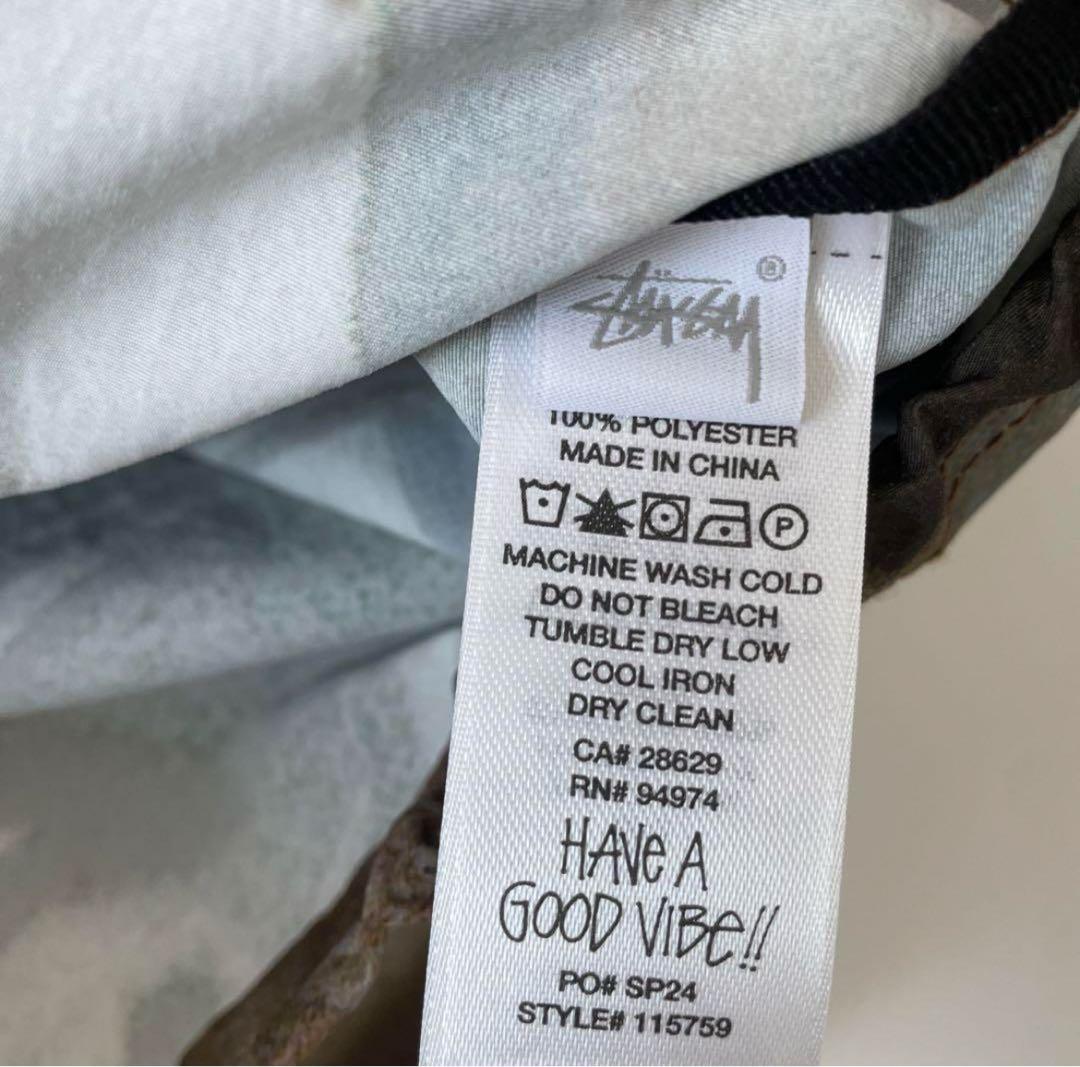 STÜSSY ®
100% POLYESTER
MADE IN CHINA
P
MACHINE WASH COLD
DO NOT BLEACH
TUMBLE DRY LOW
COOL IRON
DRY CLEAN
CA# 28629
RN# 94974
HAVE A
GOOD VIBE!!
PO# SP24
STYLE# 115759